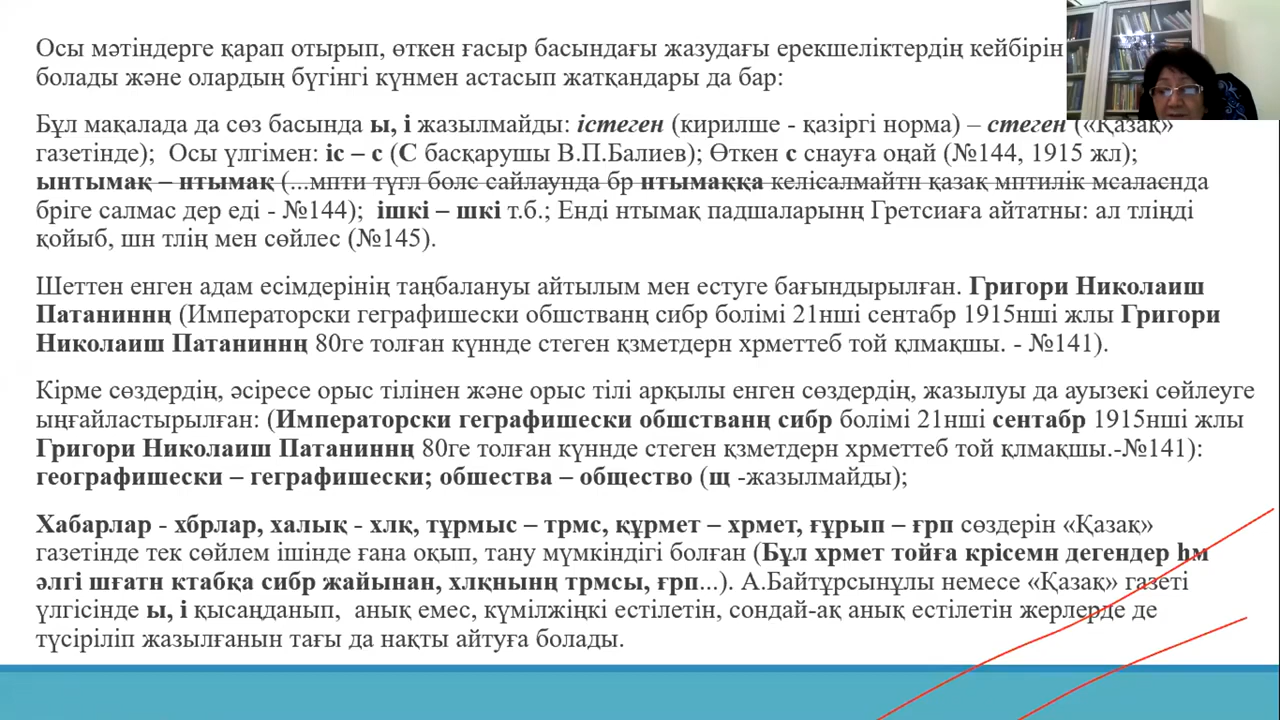 Осы мәтіндерге қарап отырып, өткен ғасыр басындағы жазудағы ерекшеліктердің кейбірін
болады және олардың бүгінгі күнмен астасып жатқандары да бар:
Бұл мақалада да сөз басында ы, і жазылмайды: істеген (кирилше - қазіргі норма) – стеген («Қазақ»
газетінде);  Осы үлгімен: іс – с (С басқарушы В.П.Балиев); Өткен с снауға оңай (№144, 1915 жл);
ынтымақ – нтымақ (...мпти түгл болс сайлаунда бр нтымаққа келісалмайтн қазақ мптилік мсаласнда
бріге салмас дер еді - №144);  ішкі – шкі т.б.; Енді нтымақ падшаларынң Гретсиаға айтатны: ал тліңді
қойыб, шн тлің мен сөйлес (№145).
Шеттен енген адам есімдерінің таңбалануы айтылым мен естуге бағындырылған. Григори Николаиш
Патаниннң (Императорски геграфишески обшстванң сибр болімі 21нші сентабр 1915нші жлы Григори
Николаиш Патаниннң 80ге толған күннде стеген қзметдерн хрметтеб той қлмақшы. - №141).
Кірме сөздердің, әсіресе орыс тілінен және орыс тілі арқылы енген сөздердің, жазылуы да ауызекі сөйлеуге
ыңғайластырылған: (Императорски геграфишески обшстванң сибр болімі 21нші сентабр 1915нші жлы
Григори Николаиш Патаниннң 80ге толған күннде стеген қзметдерн хрметтеб той қлмақшы.-№141):
географишески – геграфишески; обшества – общество (щ -жазылмайды);
Хабарлар - хбрлар, халық - хлқ, тұрмыс – трмс, құрмет – хрмет, ғұрып – ғрп сөздерін «Қазақ»
газетінде тек сөйлем ішінде ғана оқып, тану мүмкіндігі болған (Бұл хрмет тойға крісемн дегендер һм
әлгі шғатн ктабқа сибр жайынан, хлқнынң трмсы, ғрп...). А.Байтұрсынұлы немесе «Қазақ» газеті
үлгісінде ы, і қысаңданып,  анық емес, күмілжіңкі естілетін, сондай-ақ анық естілетін жерлерде де
түсіріліп жазылғанын тағы да нақты айтуға болады.